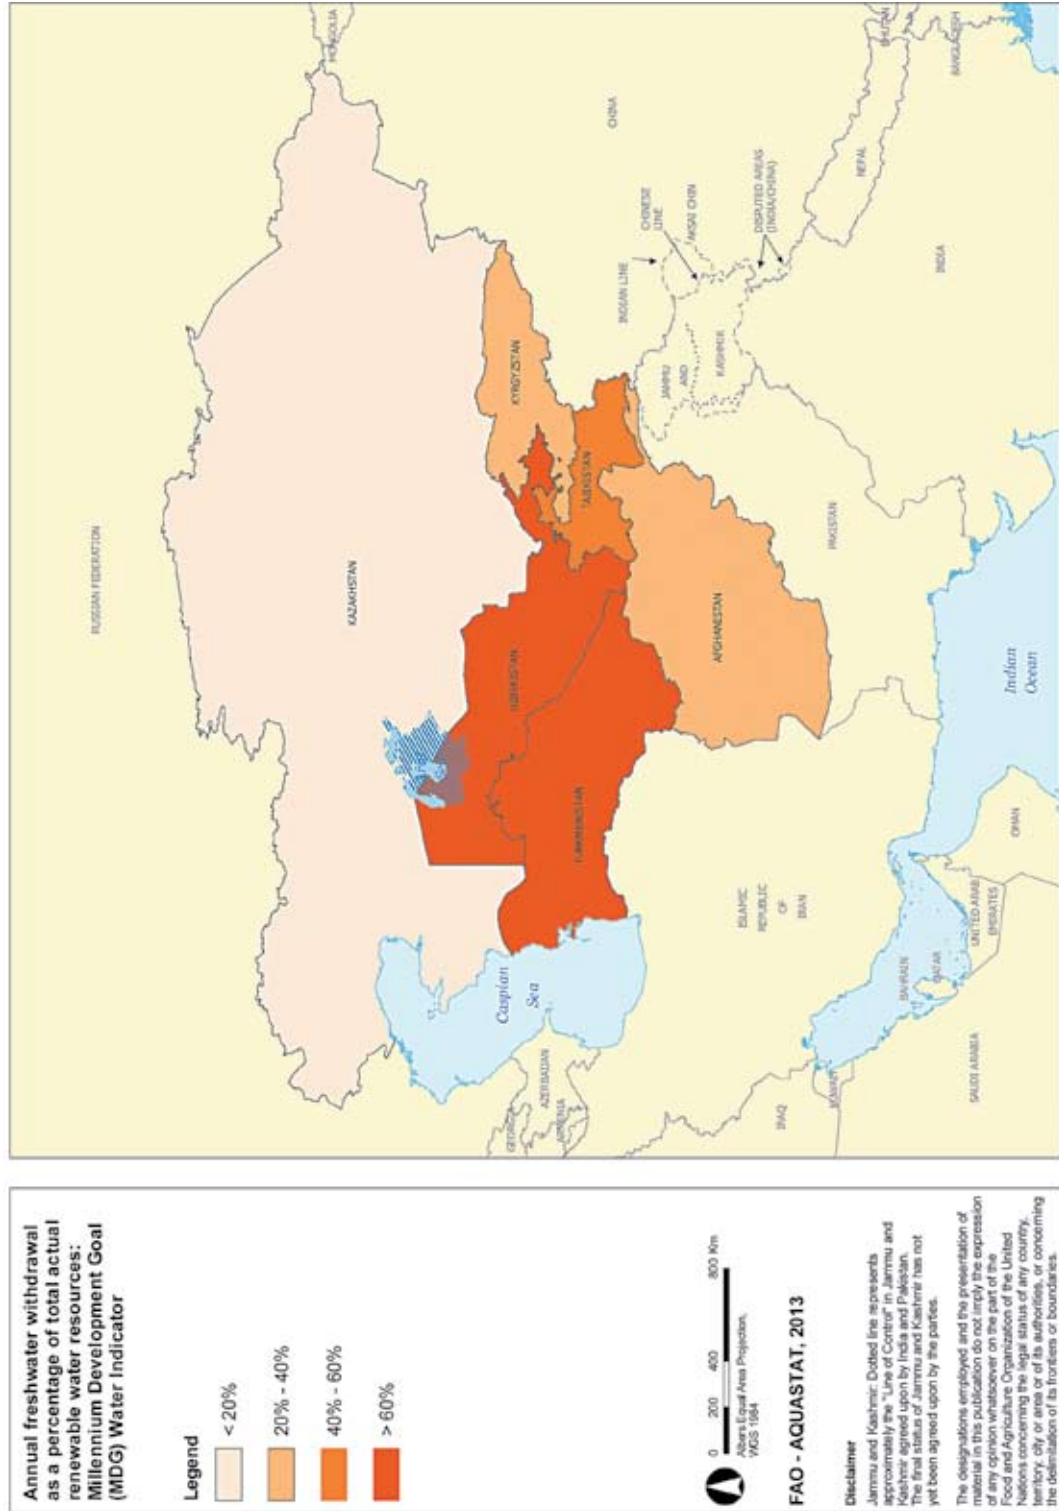 Annual freshwater withdrawal
as a percentage of total actual
renewable water resources:
Millennium Development Goal
(MDG) Water Indicator
Legend
< 20%
20% - 40%
40% - 60%
> 60%
0 200 400 800 Km
Albers Equal Area Projection,
WGS 1984
FAO - AQUASTAT, 2013
Disclaimer
Jammu and Kashmir: Dotted line represents
approximately the "Line of Control" in Jammu and
Kashmir agreed upon by India and Pakistan.
The final status of Jammu and Kashmir has not
yet been agreed upon by the parties.
The designations employed and the presentation of
material in this publication do not imply the expression
of any opinion whatsoever on the part of the
Food and Agriculture Organization of the United
Nations concerning the legal status of any country,
territory, city or area or of its authorities, or concerning
the delimitation of its frontiers or boundaries.
RUSSIAN FEDERATION
MONGOLIA
KAZAKHSTAN
CHINA
KYRGYZSTAN
UZBEKISTAN
TAJIKISTAN
TURKMENISTAN
AFGHANISTAN
Caspian
Sea
GEORGIA
AZERBAIJAN
ARMENIA
INDIAN LINE
CHINESE
LINE
AKSAI CHIN
JAMMU
AND
KASHMIR
DISPUTED AREAS
(INDIA/CHINA)
ISLAMIC
REPUBLIC
OF
IRAN
PAKISTAN
NEPAL
BHUTAN
BANGLADESH
INDIA
IRAQ
KUWAIT
BAHRAIN
QATAR
SAUDI ARABIA
UNITED ARAB
EMIRATES
OMAN
Indian
Ocean